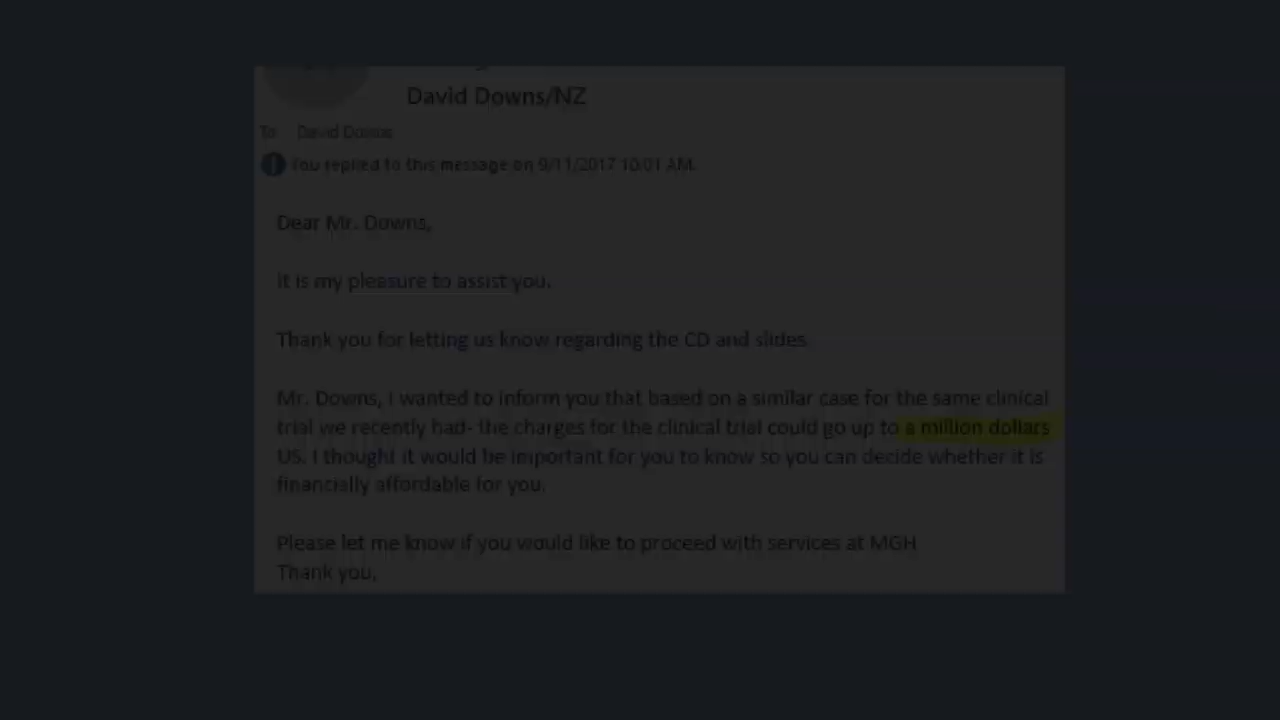 David Downs/NZ
To David Downs
You replied to this message on 9/11/2017 10:01 AM.
Dear Mr. Downs,
It is my pleasure to assist you.
Thank you for letting us know regarding the CD and slides.
Mr. Downs, I wanted to inform you that based on a similar case for the same clinical
trial we recently had- the charges for the clinical trial could go up to a million dollars
US. I thought it would be important for you to know so you can decide whether it is
financially affordable for you.
Please let me know if you would like to proceed with services at MGH
Thank you,